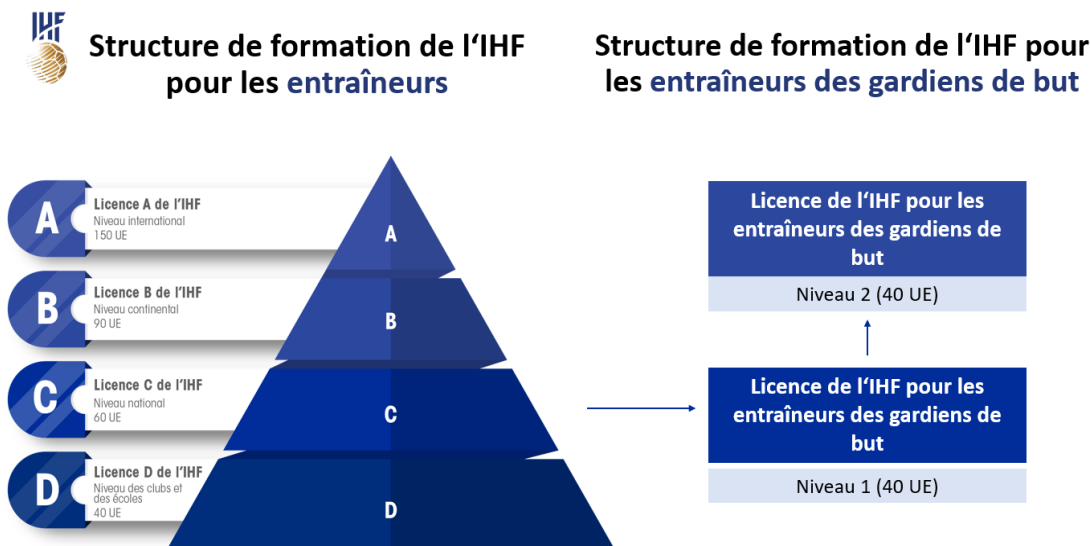 IHF
Structure de formation de l‘IHF
pour les entraîneurs
Structure de formation de l‘IHF pour
les entraîneurs des gardiens de but
A
Licence A de l’IHF
Niveau international
150 UE
A
B
Licence B de l’IHF
Niveau continental
90 UE
B
C
Licence C de l’IHF
Niveau national
60 UE
C
D
Licence D de l’IHF
Niveau des clubs et
des écoles
40 UE
D
Licence de l‘IHF pour les
entraîneurs des gardiens de
but
Niveau 2 (40 UE)
Licence de l‘IHF pour les
entraîneurs des gardiens de
but
Niveau 1 (40 UE)